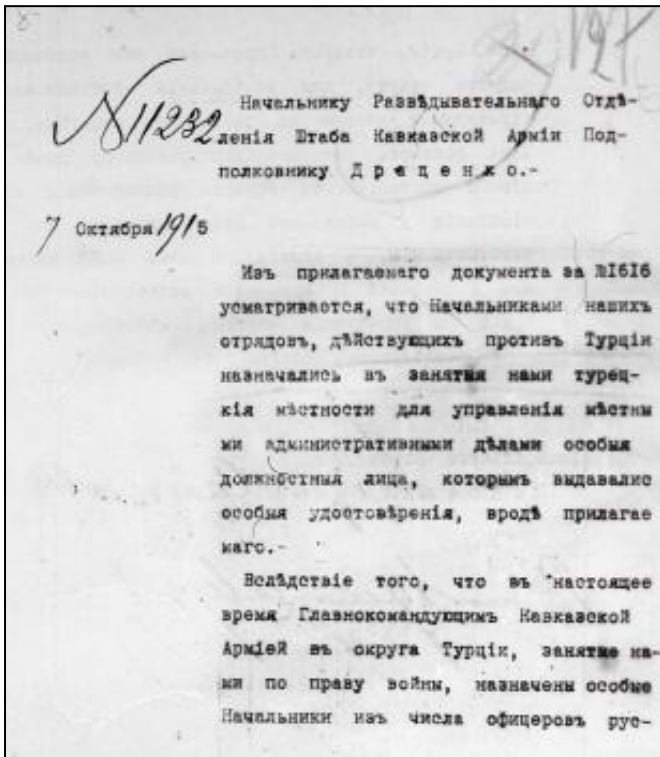 №11232
Начальнику Развѣдывательнаго Отдѣ-
ленія Штаба Кавказской Арміи Под-
полковнику Драценко.-
7 Октября 1915
Изъ прилагаемаго документа за №1616
усматривается, что Начальниками нашихъ
отрядовъ, дѣйствующихъ противъ Турціи
назначались въ занятыя нами турец-
кія мѣстности для управленія мѣстны
ми административными дѣлами особыя
должностныя лица, которымъ выдавалис
особыя удостовѣренія, вродѣ прилагае
маго.-
Вслѣдствіе того, что въ настоящее
время Главнокомандующимъ Кавказской
Арміей въ округа Турціи, занятые на-
ми по праву войны, назначены особые
Начальники изъ числа офицеровъ рус-